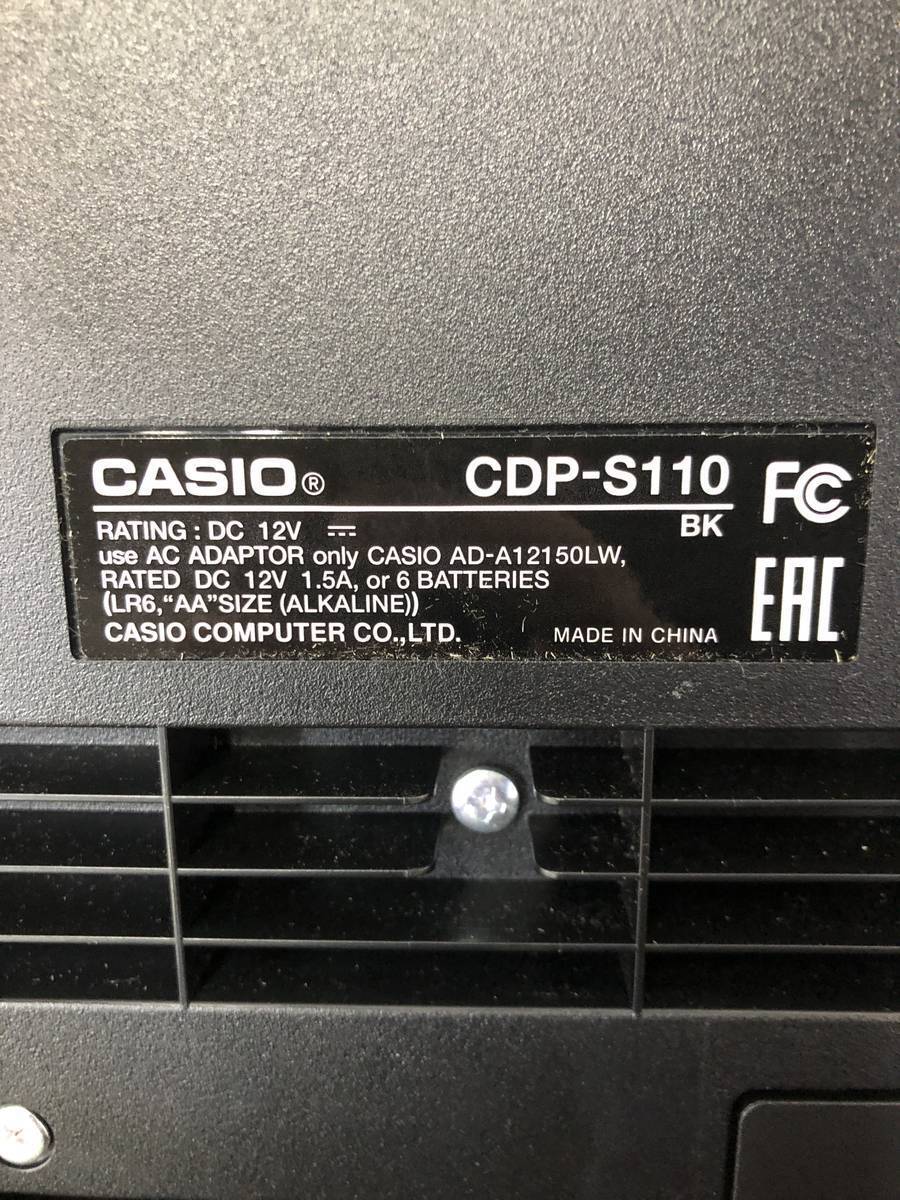 CASIO® CDP-S110 FC
RATING : DC 12V ⎓ BK
use AC ADAPTOR only CASIO AD-A12150LW,
RATED DC 12V 1.5A, or 6 BATTERIES EAC
(LR6,“AA”SIZE (ALKALINE))
CASIO COMPUTER CO.,LTD. MADE IN CHINA